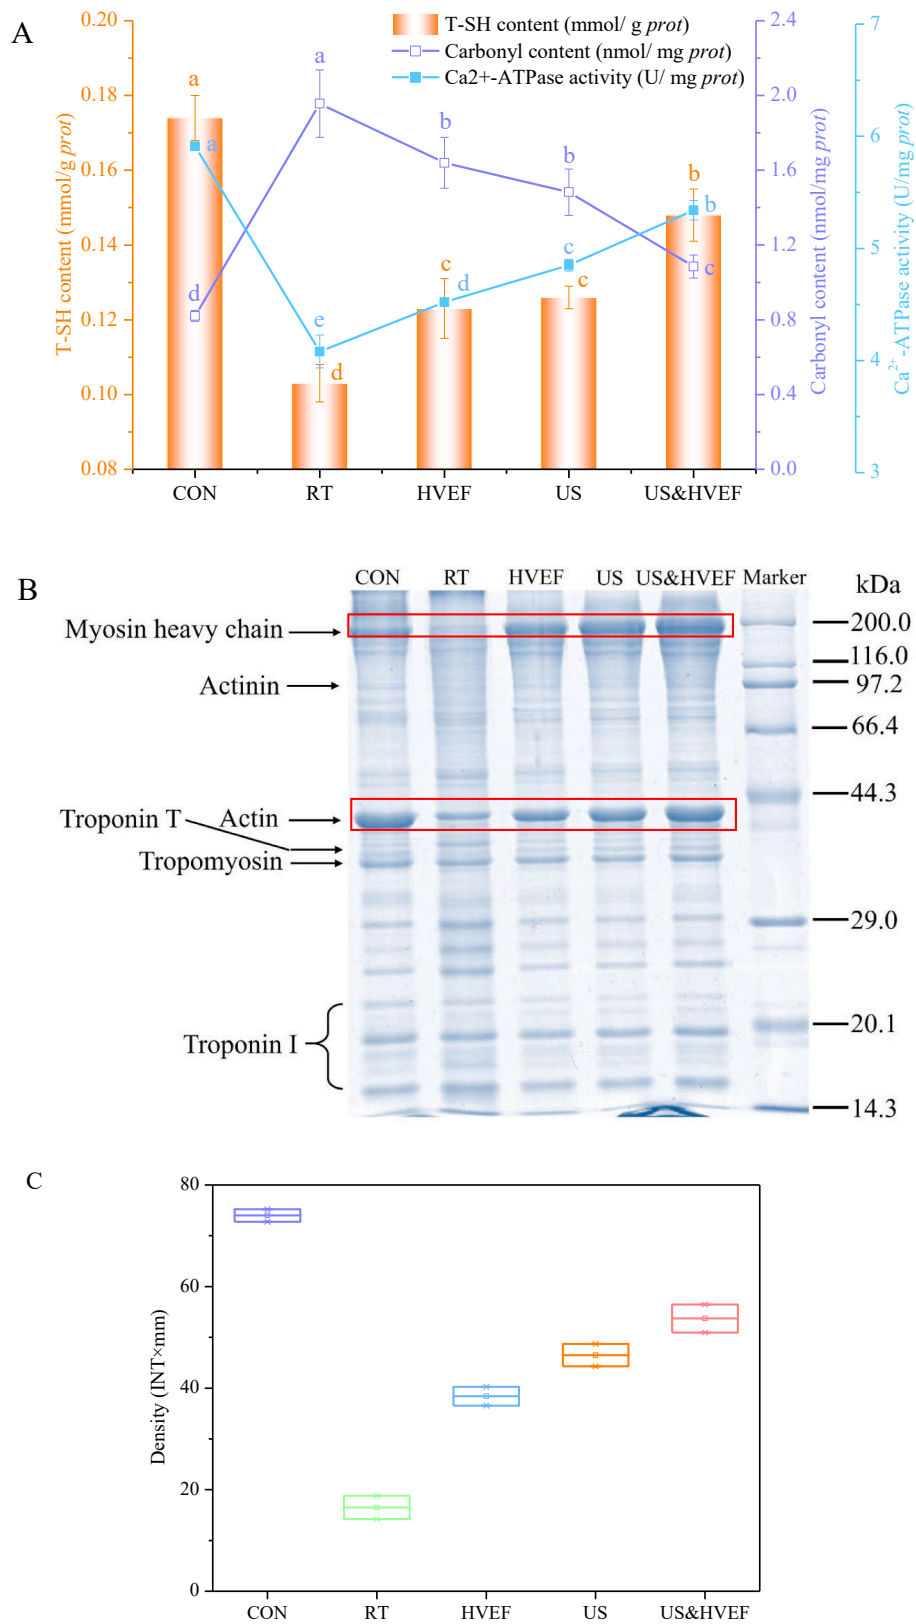 A
T-SH content (mmol/ g prot)
Carbonyl content (nmol/ mg prot)
Ca2+-ATPase activity (U/ mg prot)
T-SH content (mmol/g prot)
0.20
0.18
0.16
0.14
0.12
0.10
0.08
a
a
d
a
e
d
b
c
d
b
c
c
b
b
c
CON
RT
HVEF
US
US&HVEF
2.4
2.0
1.6
1.2
0.8
0.4
0.0
Carbonyl content (nmol/mg prot)
7
6
5
4
3
Ca2+-ATPase activity (U/mg prot)
B
CON RT HVEF US US&HVEF Marker kDa
Myosin heavy chain
Actinin
Troponin T Actin
Tropomyosin
Troponin I
200.0
116.0
97.2
66.4
44.3
29.0
20.1
14.3
C
Density (INT×mm)
80
60
40
20
0
CON RT HVEF US US&HVEF